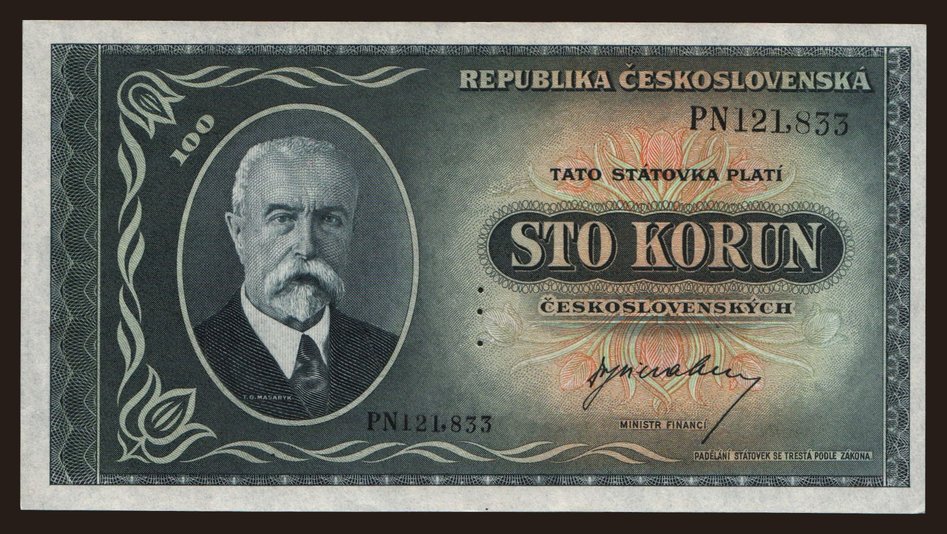 REPUBLIKA ČESKOSLOVENSKÁ
PN121,833
100
TATO STÁTOVKA PLATÍ
STO KORUN
ČESKOSLOVENSKÝCH
T. G. MASARYK
PN121,833
MINISTR FINANCÍ
PADĚLÁNÍ STÁTOVEK SE TRESTÁ PODLE ZÁKONA.